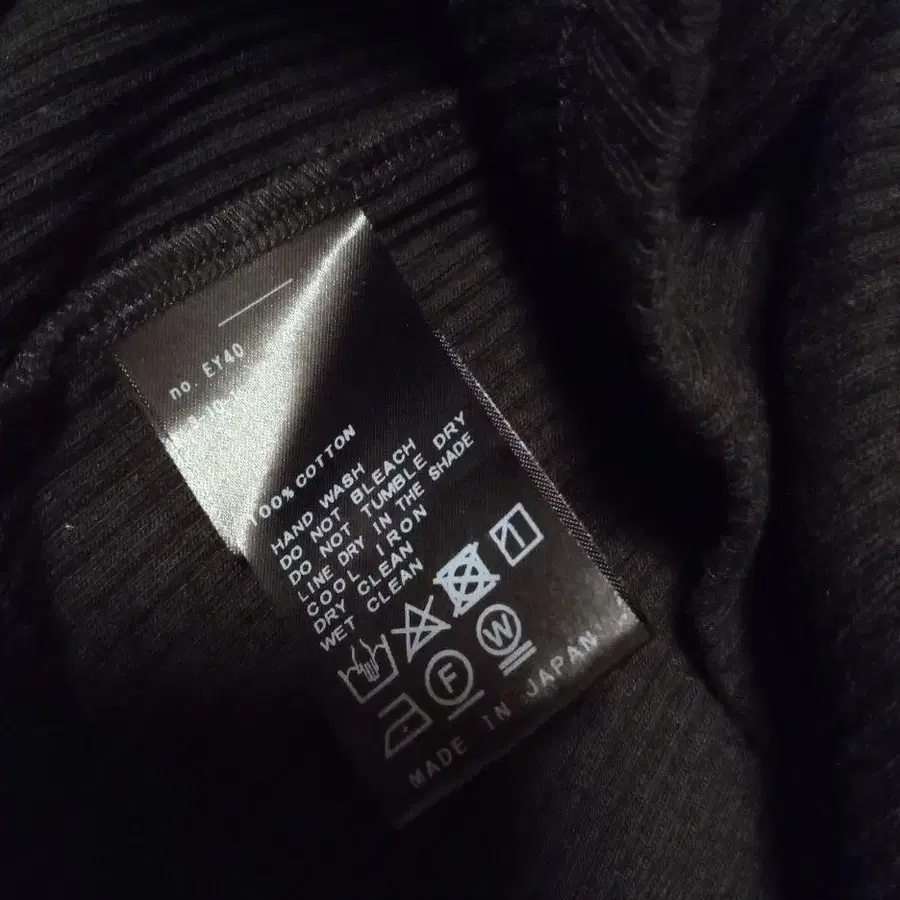 no. EY40
100% COTTON
HAND WASH
DO NOT BLEACH
DO NOT TUMBLE DRY
LINE DRY IN THE SHADE
COOL IRON
DRY CLEAN
WET CLEAN
F
W
MADE IN JAPAN